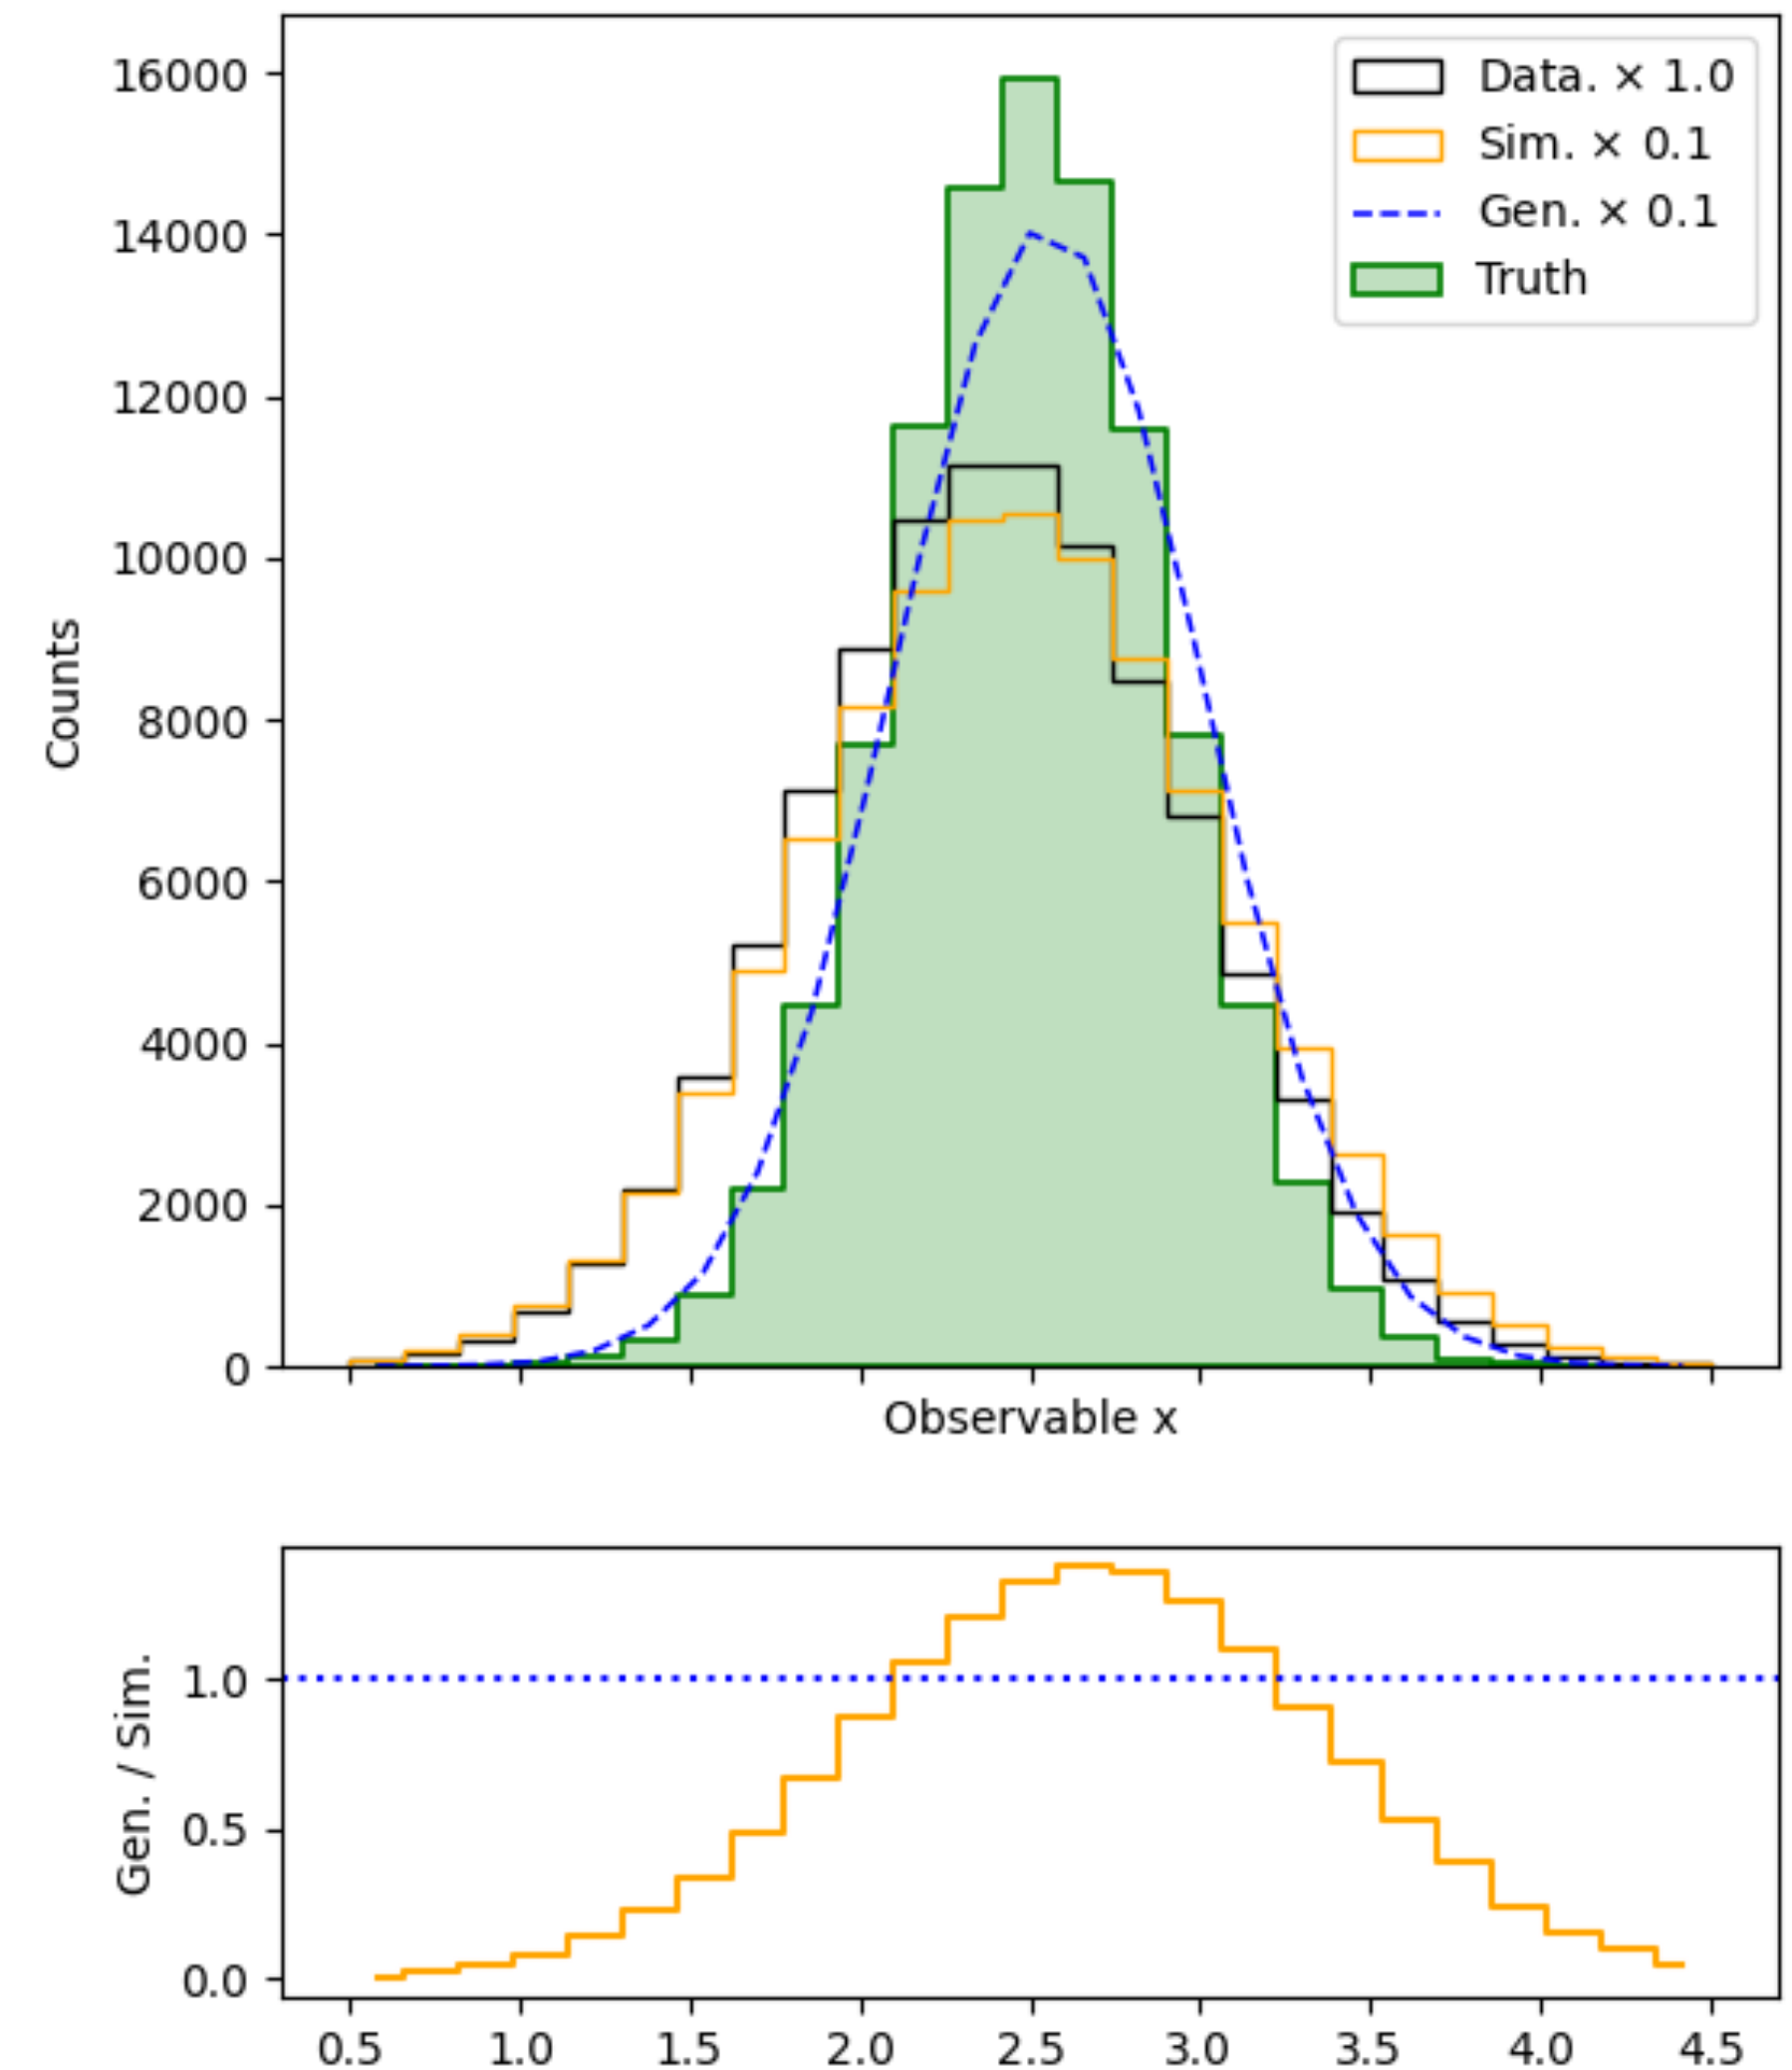 16000
14000
12000
10000
8000
6000
4000
2000
0
Counts
Data. × 1.0
Sim. × 0.1
Gen. × 0.1
Truth
Observable x
1.0
0.5
0.0
Gen. / Sim.
0.5 1.0 1.5 2.0 2.5 3.0 3.5 4.0 4.5